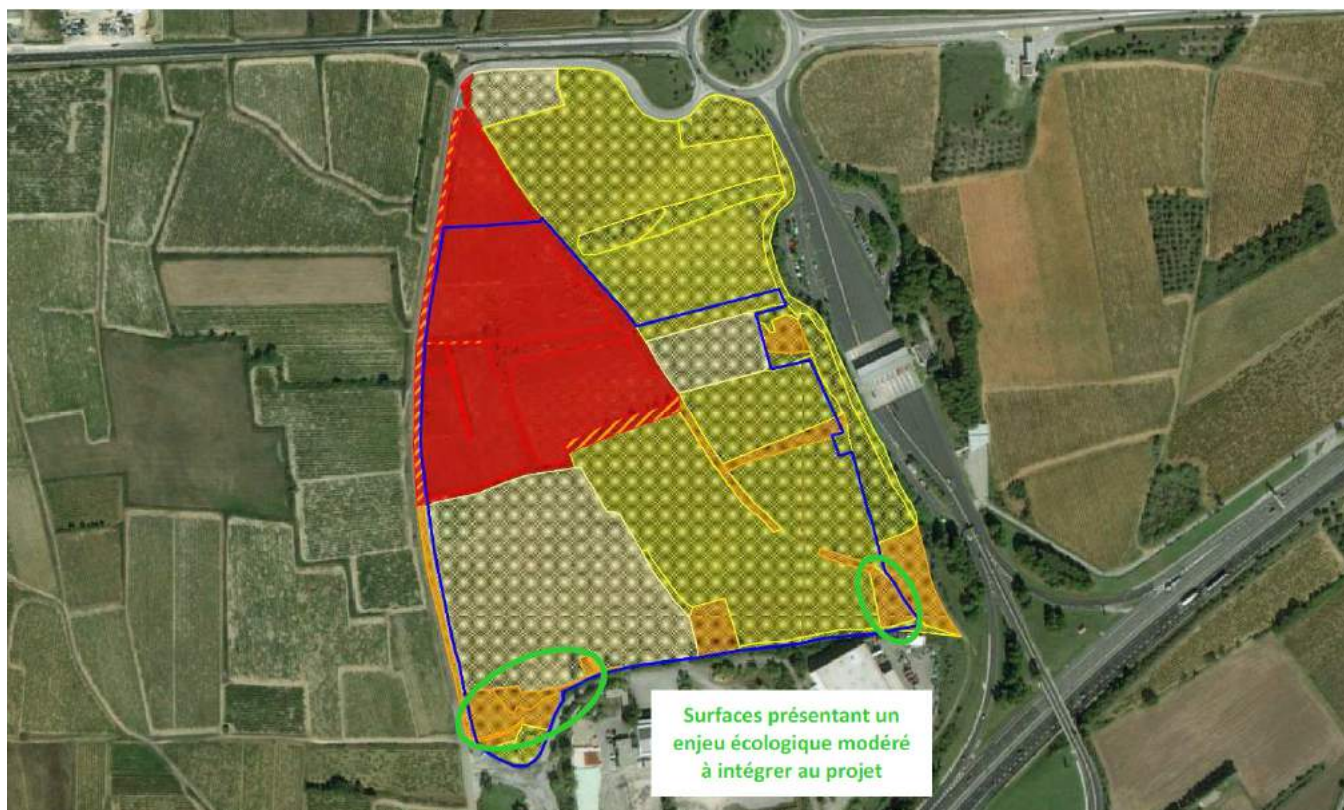 Surfaces présentant un
enjeu écologique modéré
à intégrer au projet